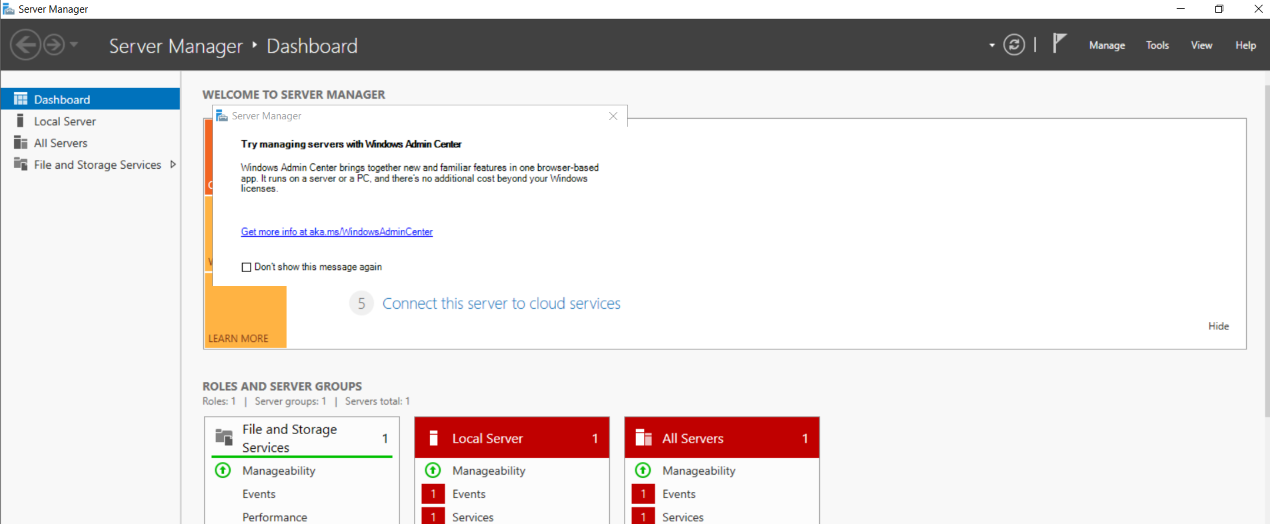 Server Manager
Server Manager ‣ Dashboard
Manage Tools View Help
Dashboard
Local Server
All Servers
File and Storage Services
WELCOME TO SERVER MANAGER
Server Manager
Try managing servers with Windows Admin Center
Windows Admin Center brings together new and familiar features in one browser-based
app. It runs on a server or a PC, and there's no additional cost beyond your Windows
licenses.
Get more info at aka.ms/WindowsAdminCenter
Don't show this message again
5 Connect this server to cloud services
LEARN MORE
Hide
ROLES AND SERVER GROUPS
Roles: 1 | Server groups: 1 | Servers total: 1
File and Storage
Services
1
Manageability
Events
Performance
Local Server 1
Manageability
1 Events
1 Services
All Servers 1
Manageability
1 Events
1 Services